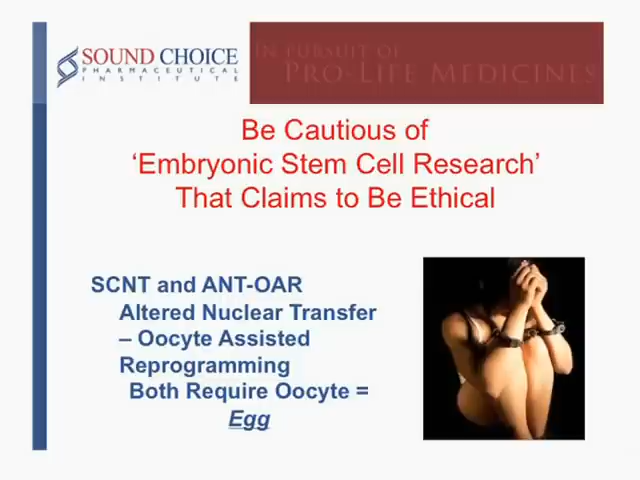 SOUND CHOICE
PHARMACEUTICAL
INSTITUTE
IN PURSUIT OF
PRO-LIFE MEDICINES
Be Cautious of
‘Embryonic Stem Cell Research’
That Claims to Be Ethical
SCNT and ANT-OAR
Altered Nuclear Transfer
– Oocyte Assisted
Reprogramming
Both Require Oocyte =
Egg